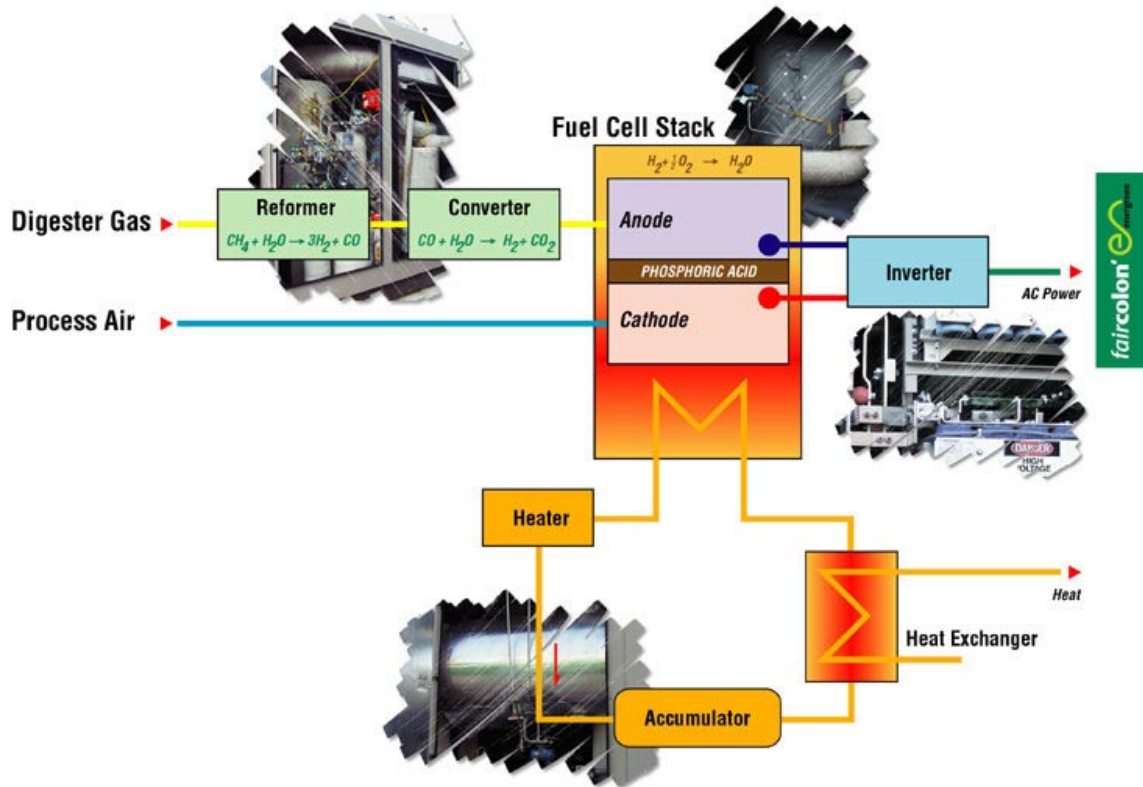 Fuel Cell Stack
H₂+½O₂ → H₂O
Digester Gas
Reformer
CH₄ + H₂O → 3H₂ + CO
Converter
CO + H₂O → H₂ + CO₂
Anode
PHOSPHORIC ACID
Cathode
Inverter
AC Power
faircolon' energreen
Process Air
DANGER
HIGH
VOLTAGE
Heater
Heat
Heat Exchanger
Accumulator